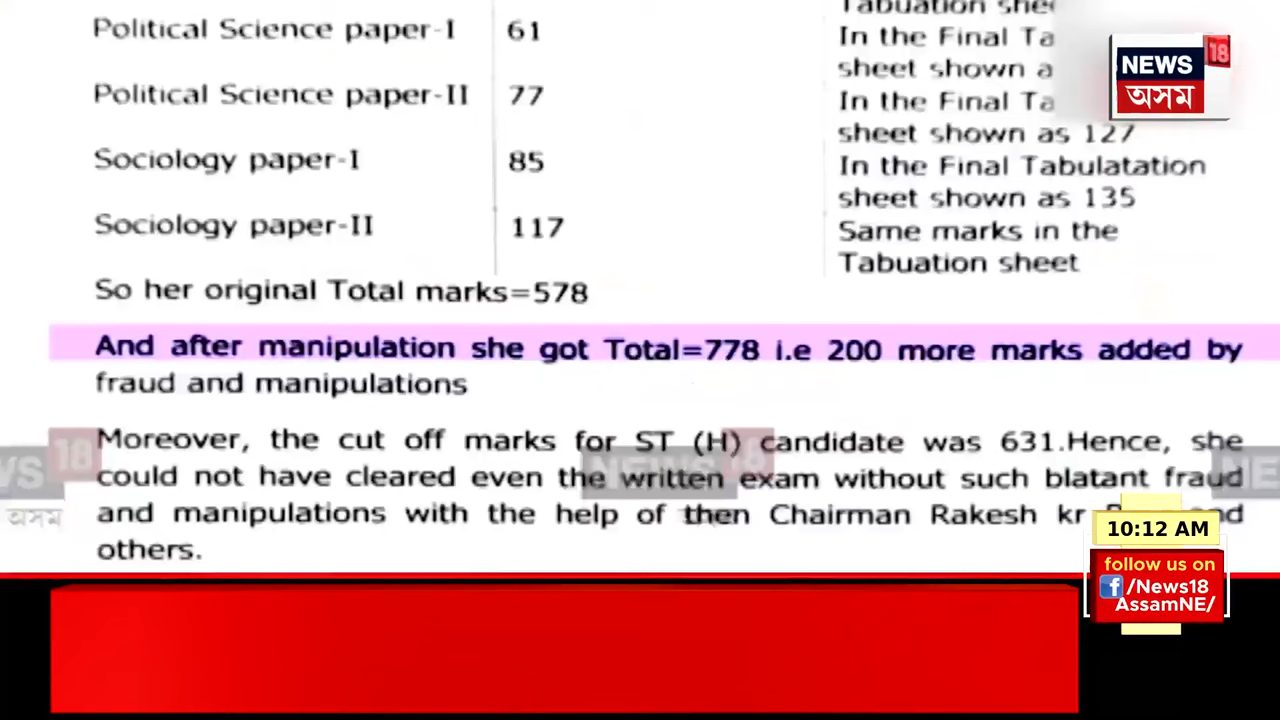 Tabuation
Political Science paper-I 61 In the Final
sheet shown
Political Science paper-II 77 In the Final
sheet shown as 127
Sociology paper-I 85 In the Final Tabulatation
sheet shown as 135
Sociology paper-II 117 Same marks in the
Tabuation sheet
So her original Total marks=578
And after manipulation she got Total=778 i.e 200 more marks added by
fraud and manipulations
Moreover, the cut off marks for ST (H) candidate was 631.Hence, she
could not have cleared even the written exam without such blatant fraud
and manipulations with the help of then Chairman Rakesh kr
others.
NEWS 18
অসম
18
অসম
NEWS 18
10:12 AM
follow us on
/News18
AssamNE/